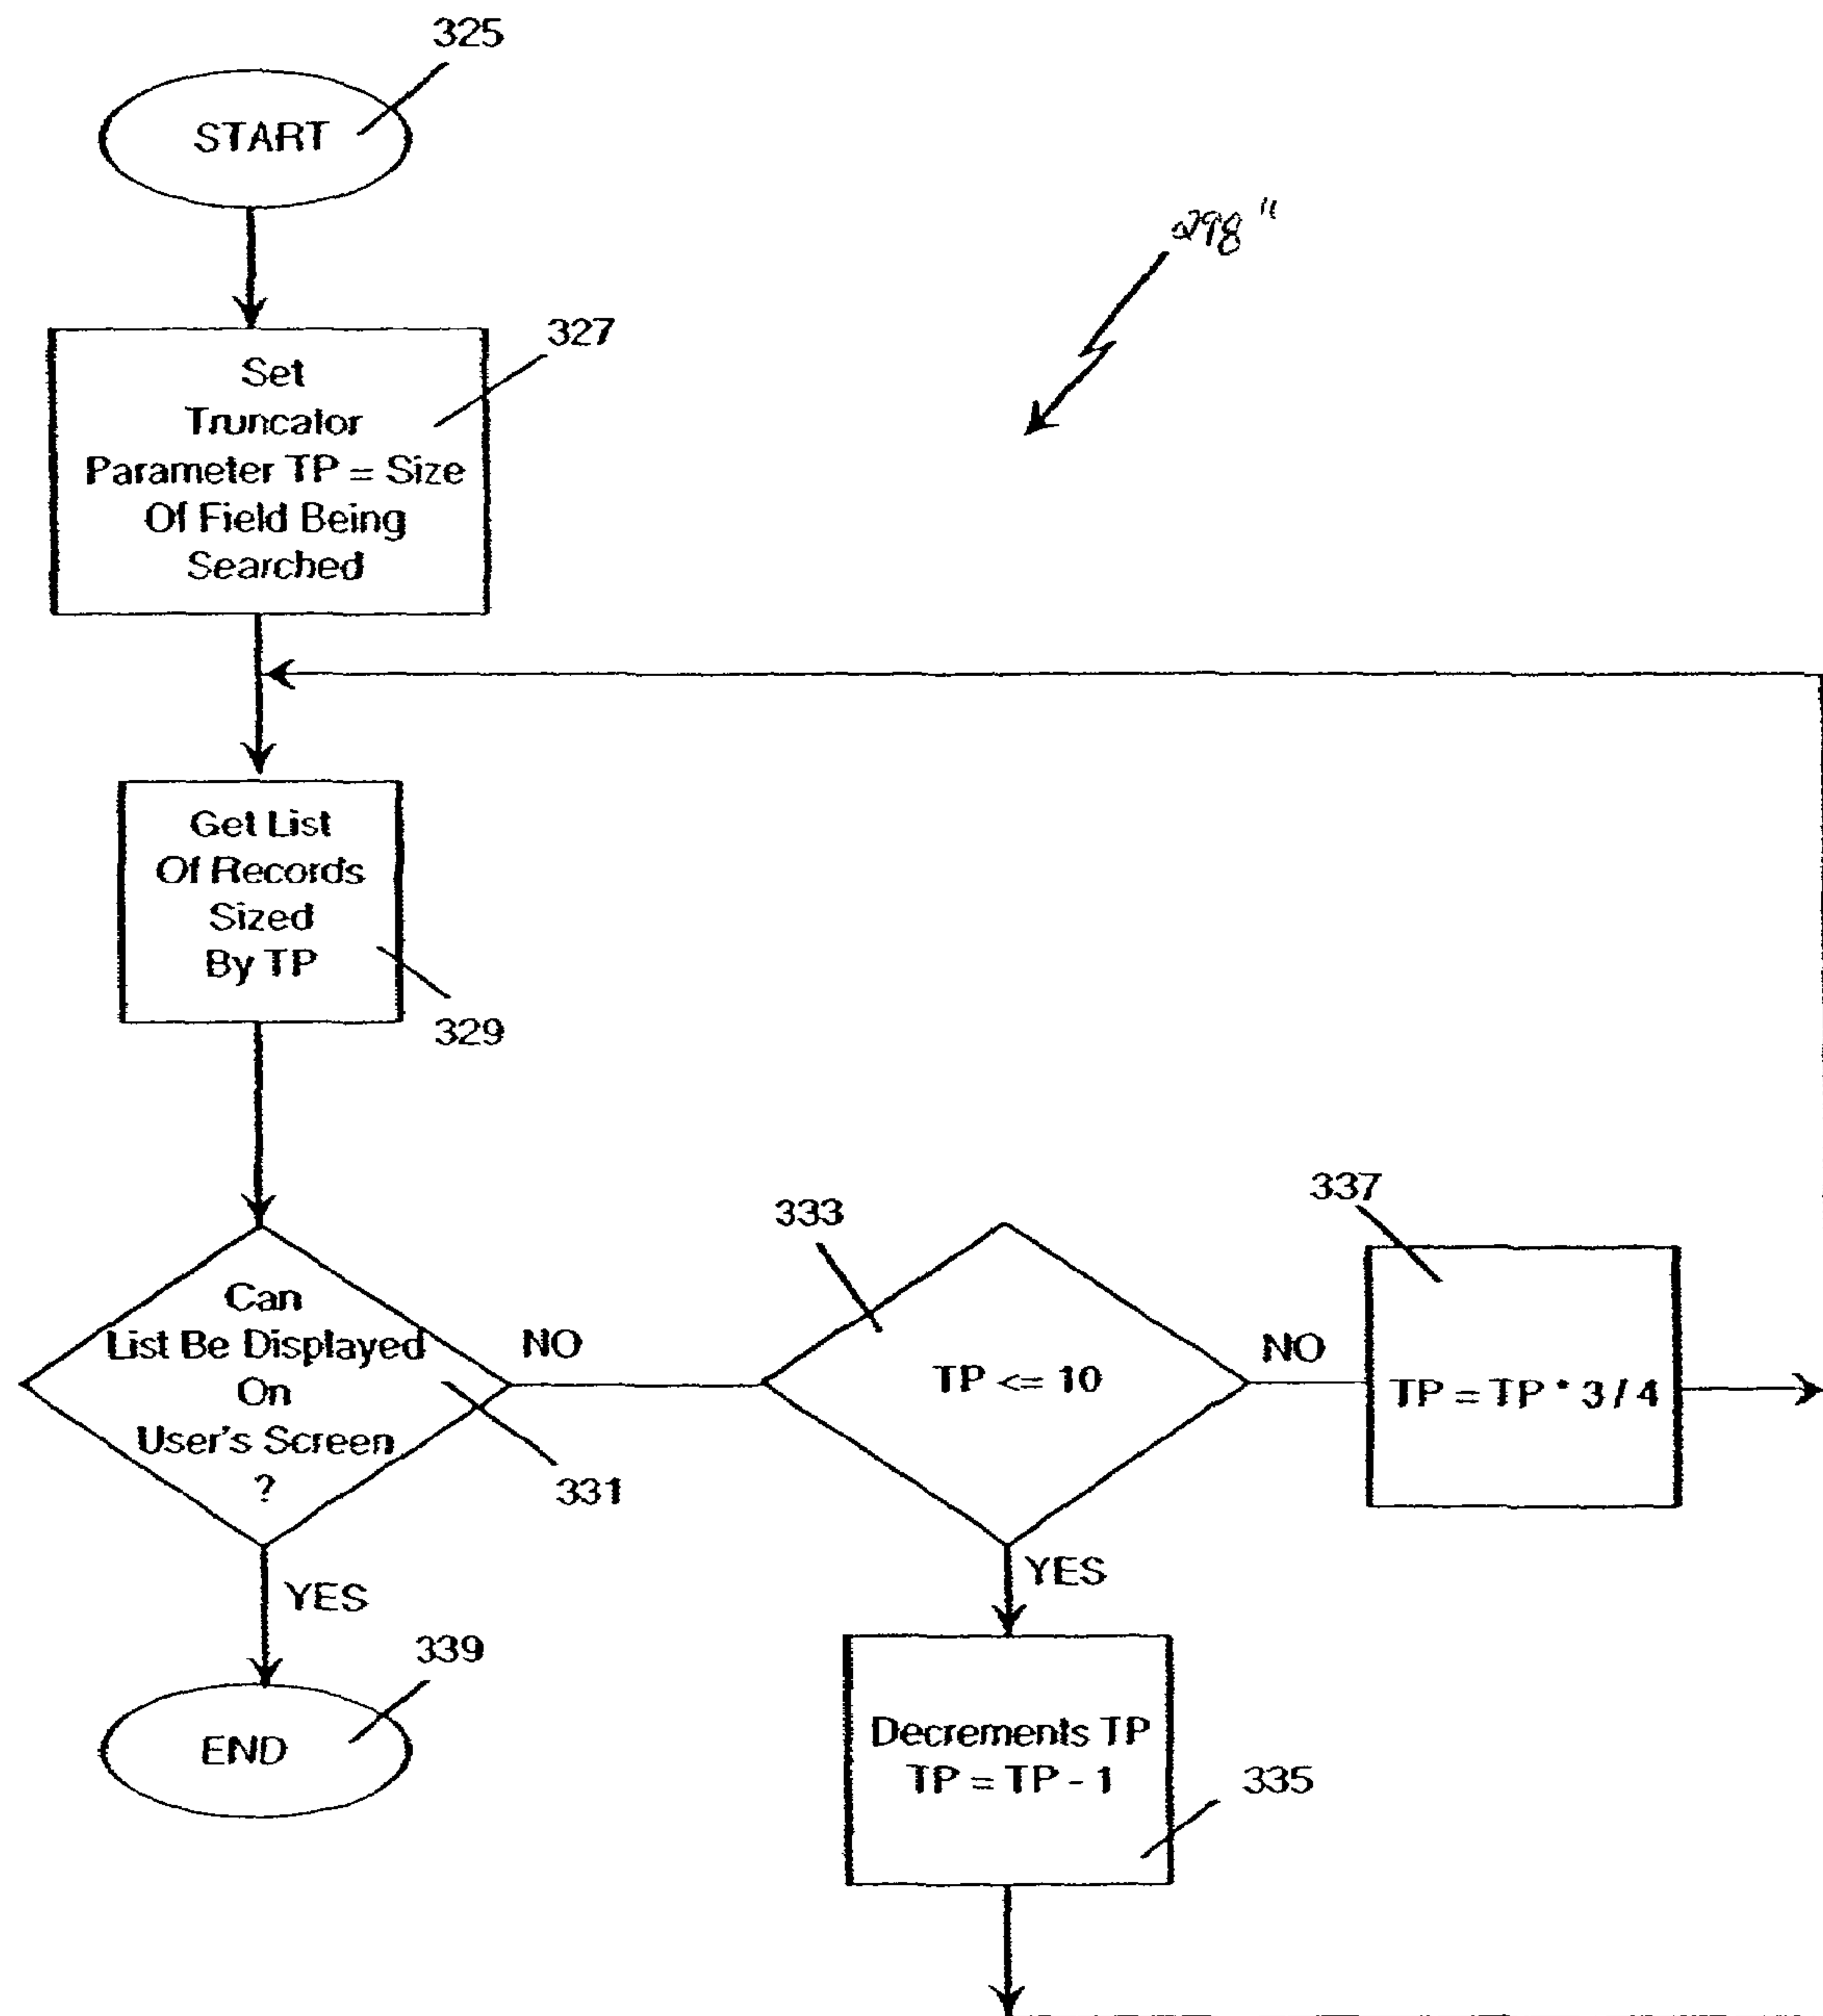 325
START
298"
327
Set
Truncator
Parameter TP = Size
Of Field Being
Searched
Get List
Of Records
Sized
By TP
329
Can
List Be Displayed
On
User's Screen
?
331
NO
333
TP <= 10
NO
337
TP = TP * 3 / 4
YES
YES
339
END
Decrements TP
TP = TP - 1
335